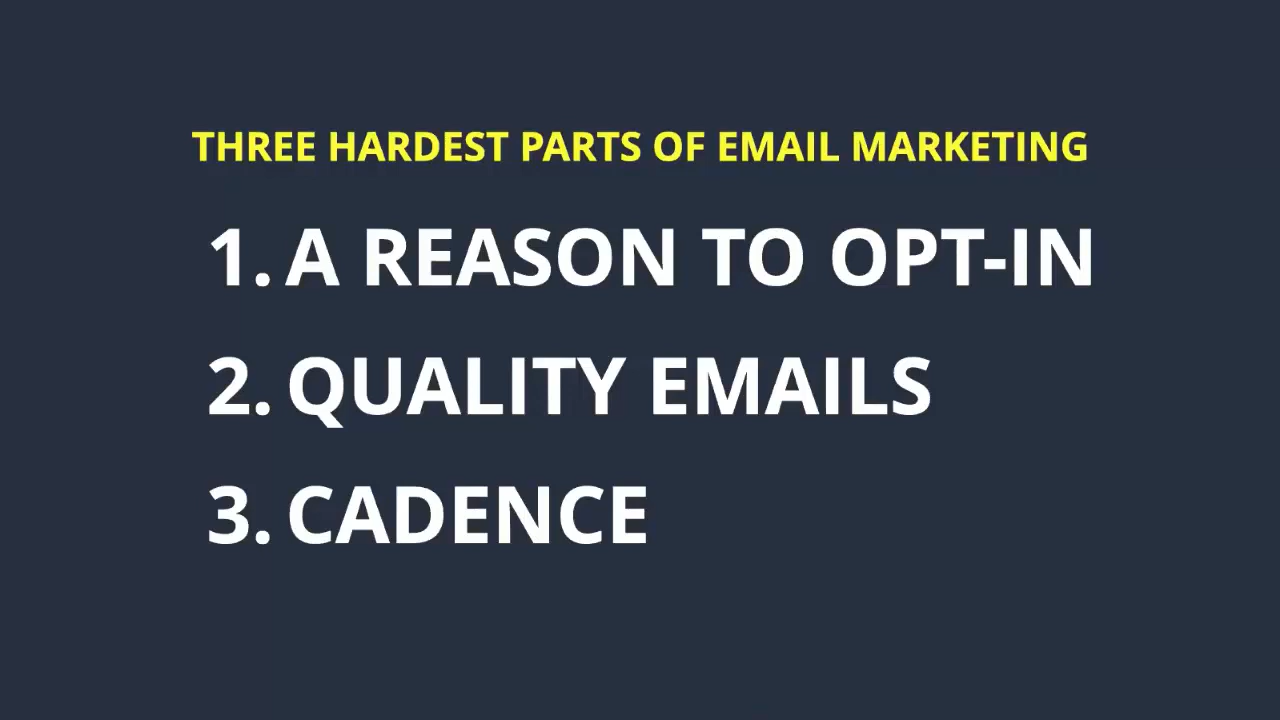 THREE HARDEST PARTS OF EMAIL MARKETING
1. A REASON TO OPT-IN
2. QUALITY EMAILS
3. CADENCE